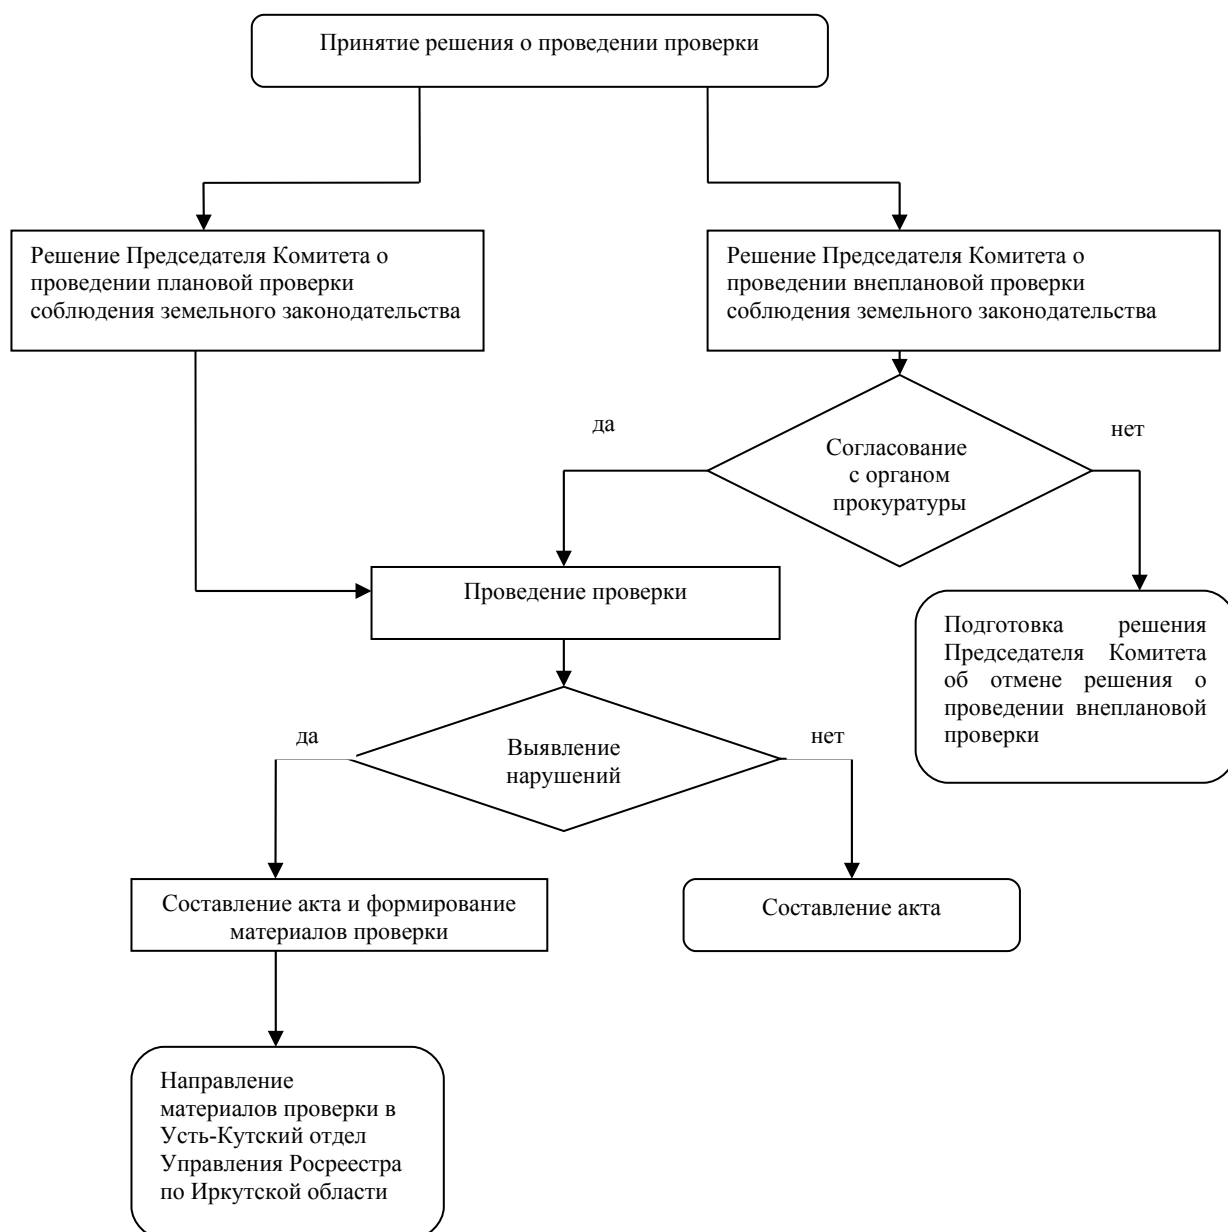 Принятие решения о проведении проверки
Решение Председателя Комитета о
проведении плановой проверки
соблюдения земельного законодательства
Решение Председателя Комитета о
проведении внеплановой проверки
соблюдения земельного законодательства
да
нет
Согласование
с органом
прокуратуры
Проведение проверки
Подготовка решения
Председателя Комитета
об отмене решения о
проведении внеплановой
проверки
да
нет
Выявление
нарушений
Составление акта и формирование
материалов проверки
Составление акта
Направление
материалов проверки в
Усть-Кутский отдел
Управления Росреестра
по Иркутской области